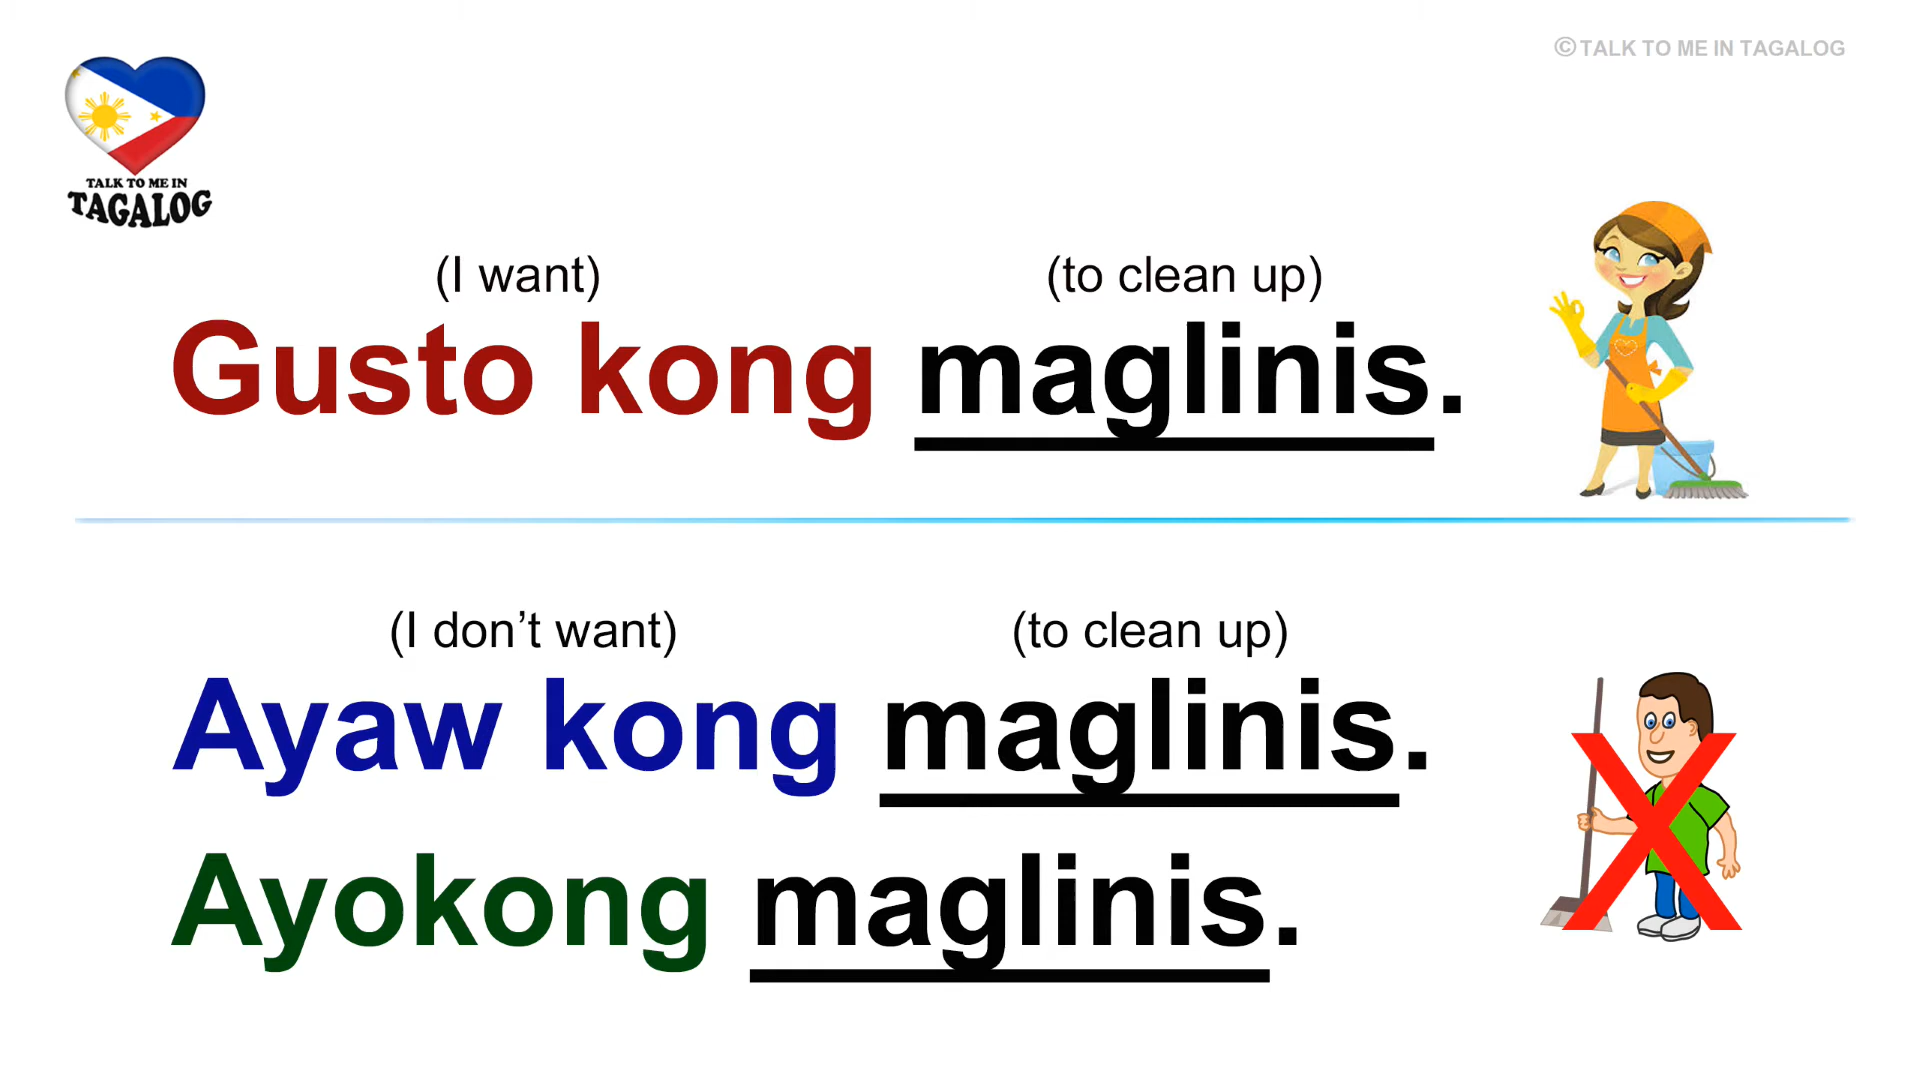 © TALK TO ME IN TAGALOG
TALK TO ME IN
TAGALOG
(I want) (to clean up)
Gusto kong maglinis.
(I don’t want) (to clean up)
Ayaw kong maglinis.
Ayokong maglinis.